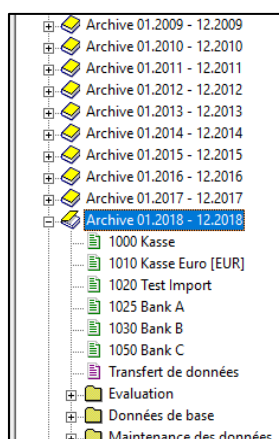 Archive 01.2009 - 12.2009
Archive 01.2010 - 12.2010
Archive 01.2011 - 12.2011
Archive 01.2012 - 12.2012
Archive 01.2013 - 12.2013
Archive 01.2014 - 12.2014
Archive 01.2015 - 12.2015
Archive 01.2016 - 12.2016
Archive 01.2017 - 12.2017
Archive 01.2018 - 12.2018
1000 Kasse
1010 Kasse Euro [EUR]
1020 Test Import
1025 Bank A
1030 Bank B
1050 Bank C
Transfert de données
Evaluation
Données de base
Maintenance des données